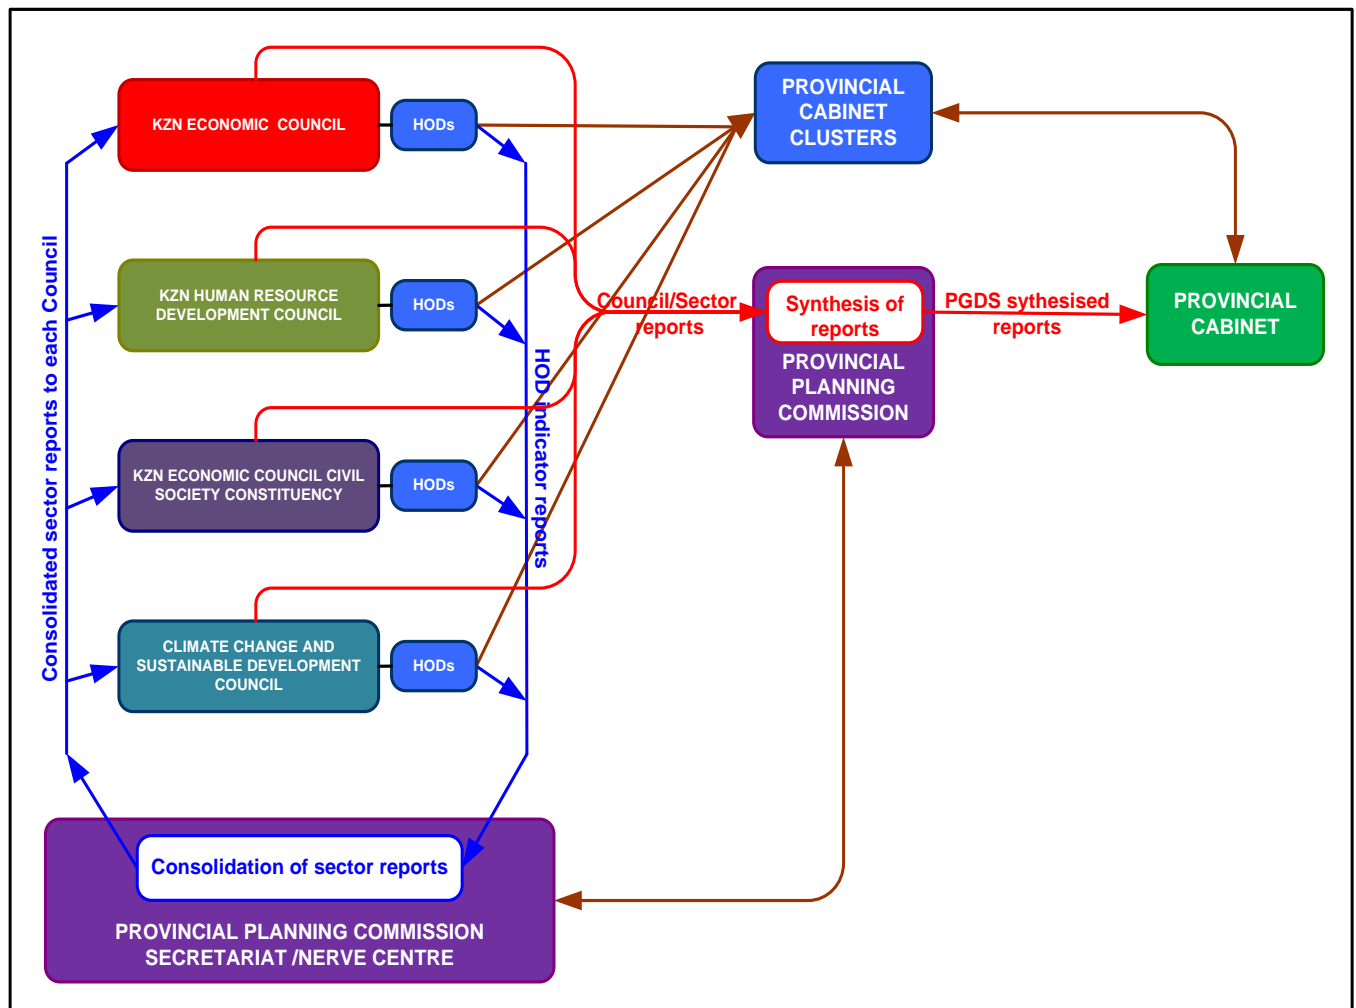 KZN ECONOMIC COUNCIL
HODs
PROVINCIAL
CABINET
CLUSTERS
KZN HUMAN RESOURCE
DEVELOPMENT COUNCIL
HODs
Council/Sector
reports
Synthesis of
reports
PROVINCIAL
PLANNING
COMMISSION
PGDS sythesised
reports
PROVINCIAL
CABINET
Consolidated sector reports to each Council
HOD indicator reports
KZN ECONOMIC COUNCIL CIVIL
SOCIETY CONSTITUENCY
HODs
CLIMATE CHANGE AND
SUSTAINABLE DEVELOPMENT
COUNCIL
HODs
Consolidation of sector reports
PROVINCIAL PLANNING COMMISSION
SECRETARIAT /NERVE CENTRE